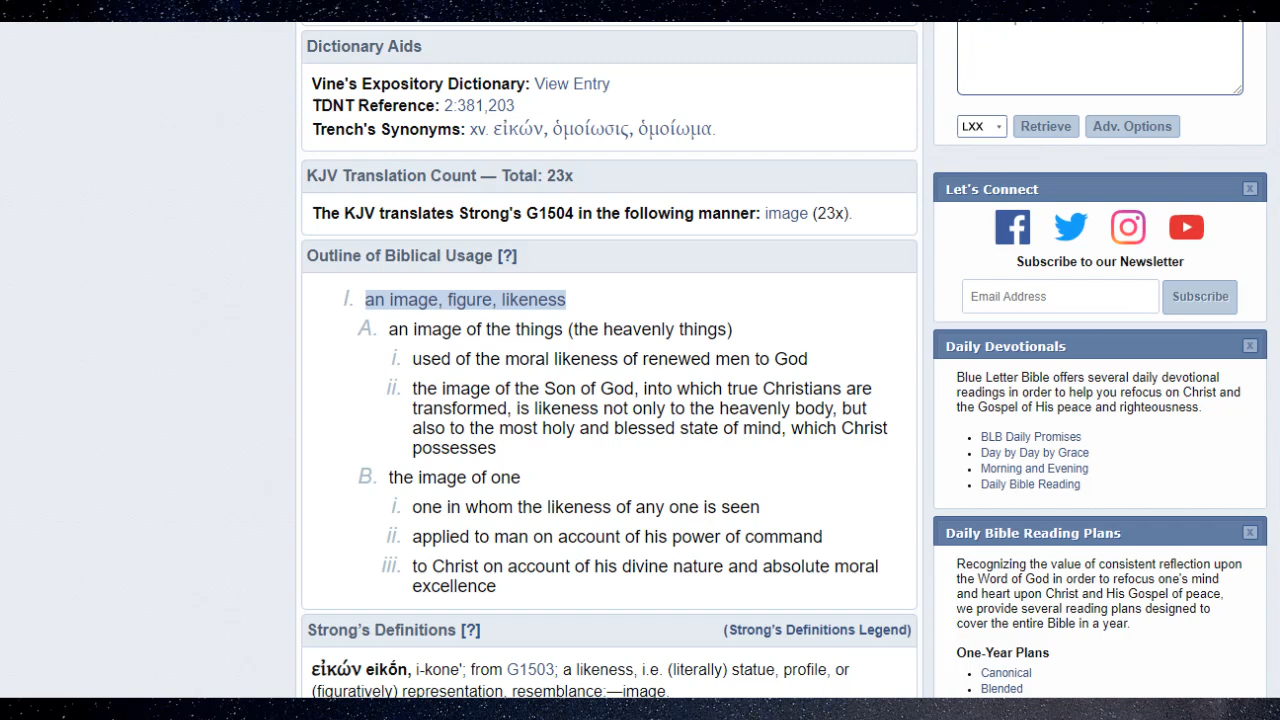 Dictionary Aids
Vine's Expository Dictionary: View Entry
TDNT Reference: 2:381,203
Trench's Synonyms: xv. εἰκών, ὁμοίωσις, ὁμοίωμα.
KJV Translation Count — Total: 23x
The KJV translates Strong's G1504 in the following manner: image (23x).
Outline of Biblical Usage [?]
I. an image, figure, likeness
A. an image of the things (the heavenly things)
i. used of the moral likeness of renewed men to God
ii. the image of the Son of God, into which true Christians are
transformed, is likeness not only to the heavenly body, but
also to the most holy and blessed state of mind, which Christ
possesses
B. the image of one
i. one in whom the likeness of any one is seen
ii. applied to man on account of his power of command
iii. to Christ on account of his divine nature and absolute moral
excellence
Strong's Definitions [?] (Strong's Definitions Legend)
εἰκών eikṓn, i-kone'; from G1503; a likeness, i.e. (literally) statue, profile, or
(figuratively) representation, resemblance:—image.
LXX Retrieve Adv. Options
Let's Connect x
Subscribe to our Newsletter
Email Address Subscribe
Daily Devotionals x
Blue Letter Bible offers several daily devotional
readings in order to help you refocus on Christ and
the Gospel of His peace and righteousness.
BLB Daily Promises
Day by Day by Grace
Morning and Evening
Daily Bible Reading
Daily Bible Reading Plans x
Recognizing the value of consistent reflection upon
the Word of God in order to refocus one's mind
and heart upon Christ and His Gospel of peace,
we provide several reading plans designed to
cover the entire Bible in a year.
One-Year Plans
Canonical
Blended